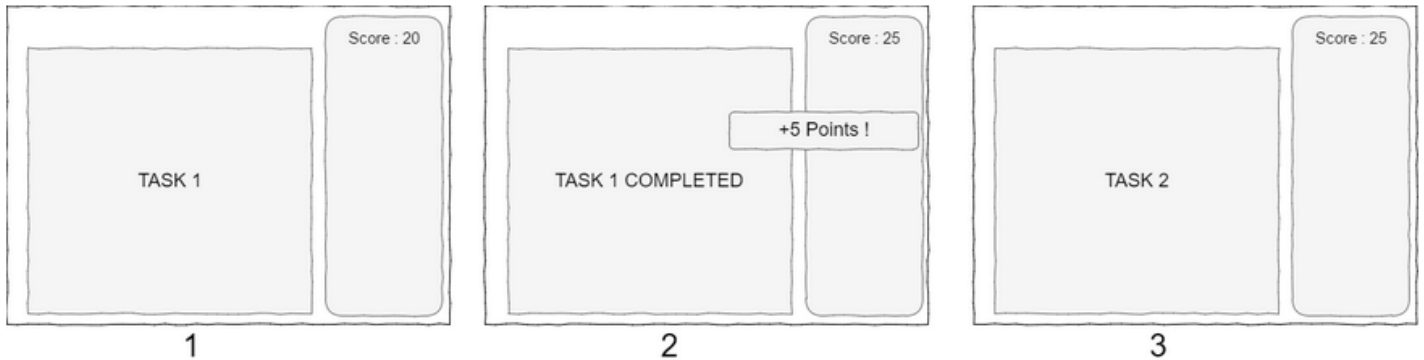 Score : 20
TASK 1
1
Score : 25
+5 Points !
TASK 1 COMPLETED
2
Score : 25
TASK 2
3